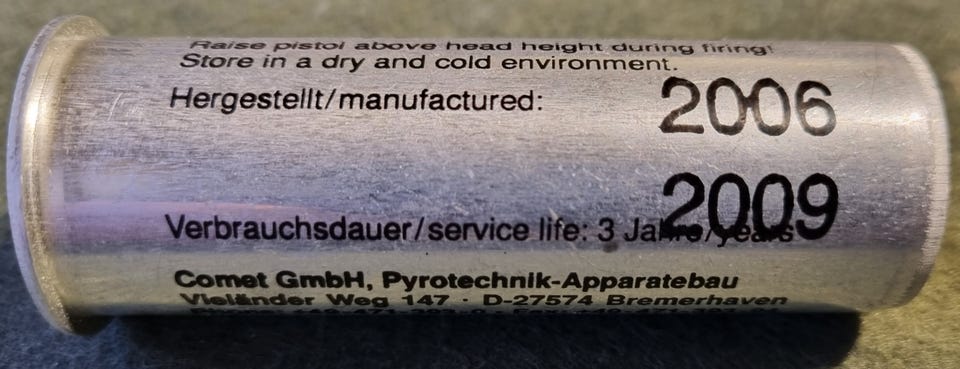 Raise pistol above head height during firing!
Store in a dry and cold environment.
Hergestellt/manufactured: 2006
2009
Verbrauchsdauer/service life: 3 Jahre/years
Comet GmbH, Pyrotechnik-Apparatebau
Vieländer Weg 147 · D-27574 Bremerhaven